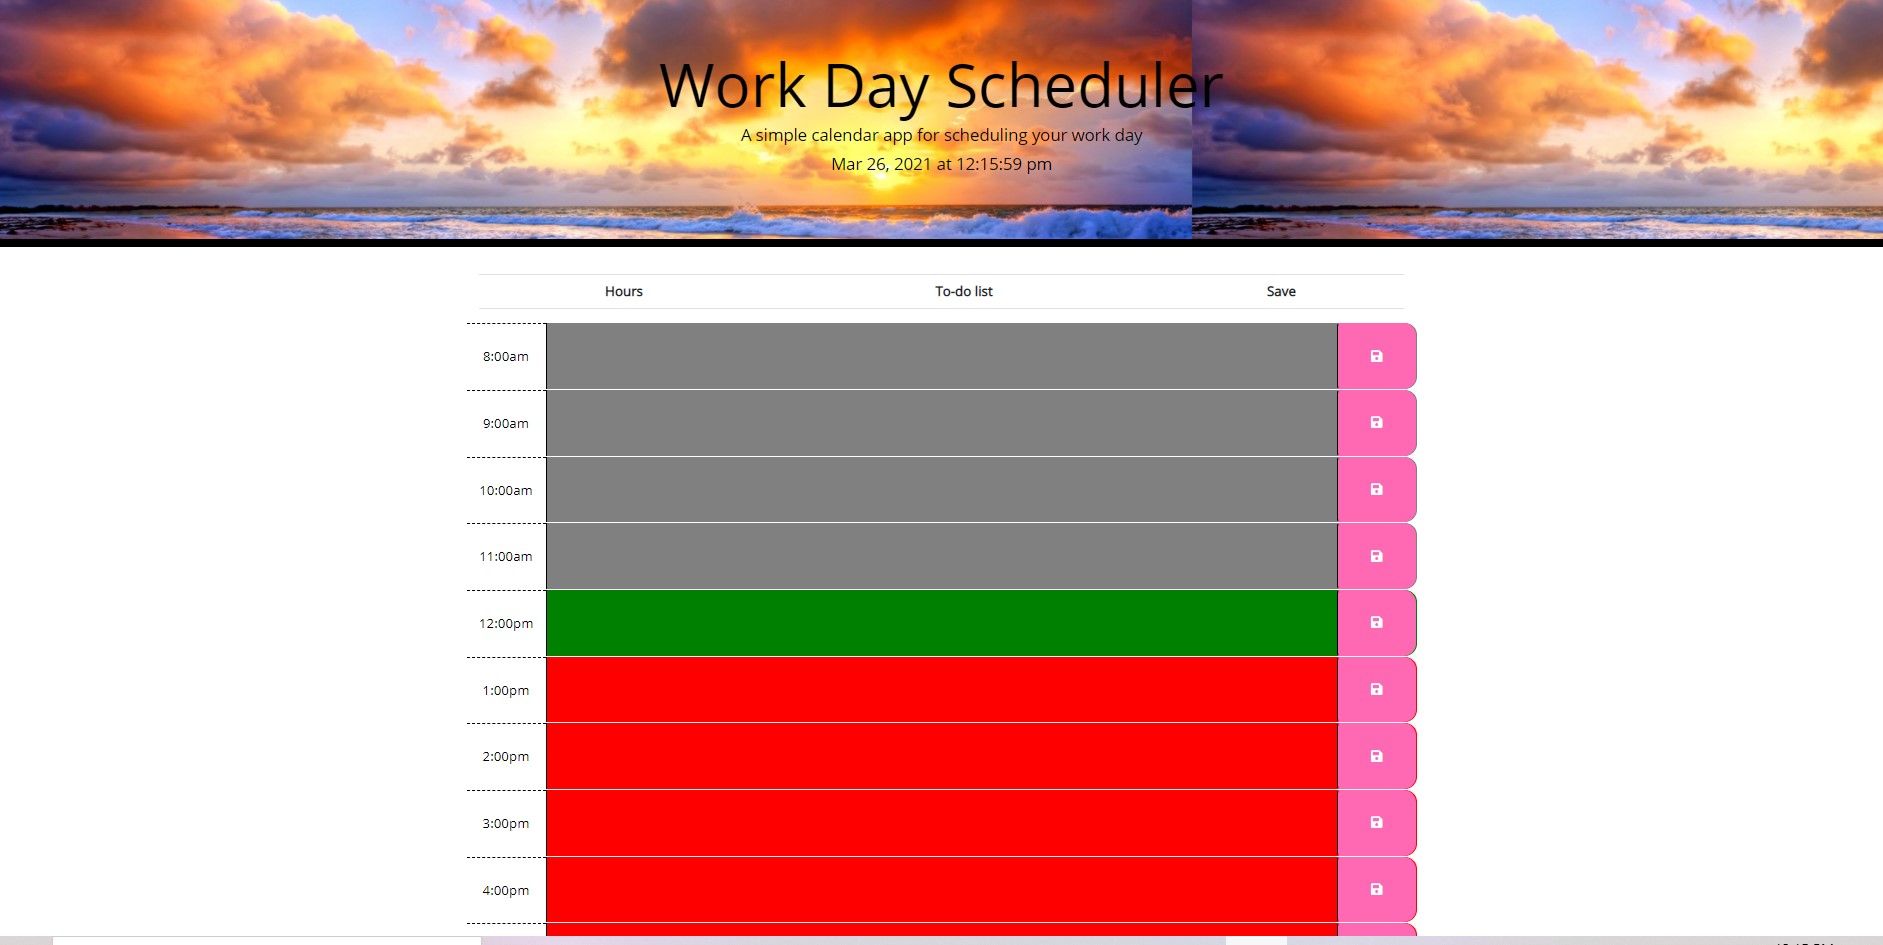 Work Day Scheduler
A simple calendar app for scheduling your work day
Mar 26, 2021 at 12:15:59 pm
Hours To-do list Save
8:00am
9:00am
10:00am
11:00am
12:00pm
1:00pm
2:00pm
3:00pm
4:00pm